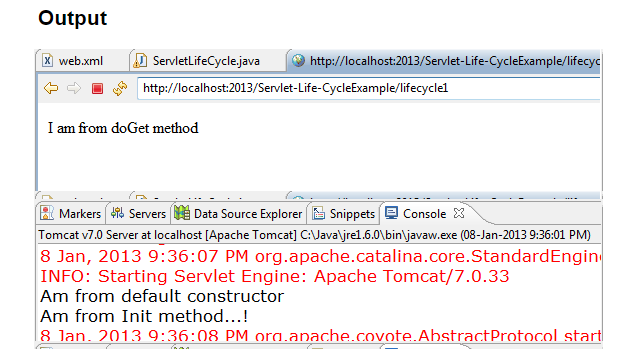 Output
web.xml
ServletLifeCycle.java
http://localhost:2013/Servlet-Life-CycleExample/lifecyc
http://localhost:2013/Servlet-Life-CycleExample/lifecycle1
I am from doGet method
Markers Servers Data Source Explorer Snippets Console
Tomcat v7.0 Server at localhost [Apache Tomcat] C:\Java\jre1.6.0\bin\javaw.exe (08-Jan-2013 9:36:01 PM)
8 Jan, 2013 9:36:07 PM org.apache.catalina.core.StandardEngin
INFO: Starting Servlet Engine: Apache Tomcat/7.0.33
Am from default constructor
Am from Init method...!
8 Jan, 2013 9:36:08 PM org.apache.coyote.AbstractProtocol start